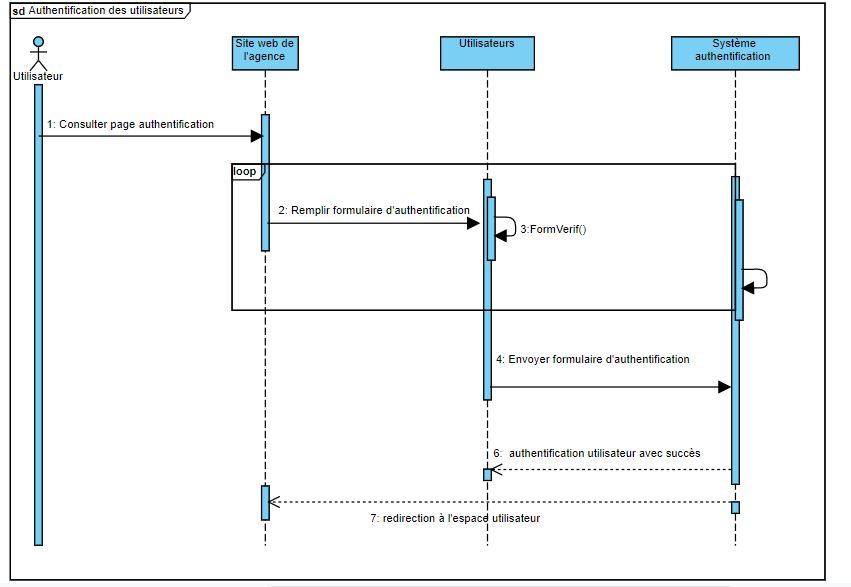 sd Authentification des utilisateurs
Site web de
l'agence
Utilisateurs
Système
authentification
Utilisateur
1: Consulter page authentification
loop
2: Remplir formulaire d'authentification
3:FormVerif()
4: Envoyer formulaire d'authentification
6: authentification utilisateur avec succès
7: redirection à l'espace utilisateur